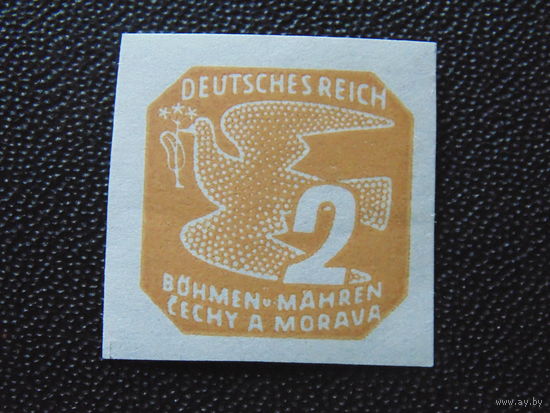 DEUTSCHES REICH
2
BÖHMEN U MÄHREN
ČECHY A MORAVA
www.ay.by